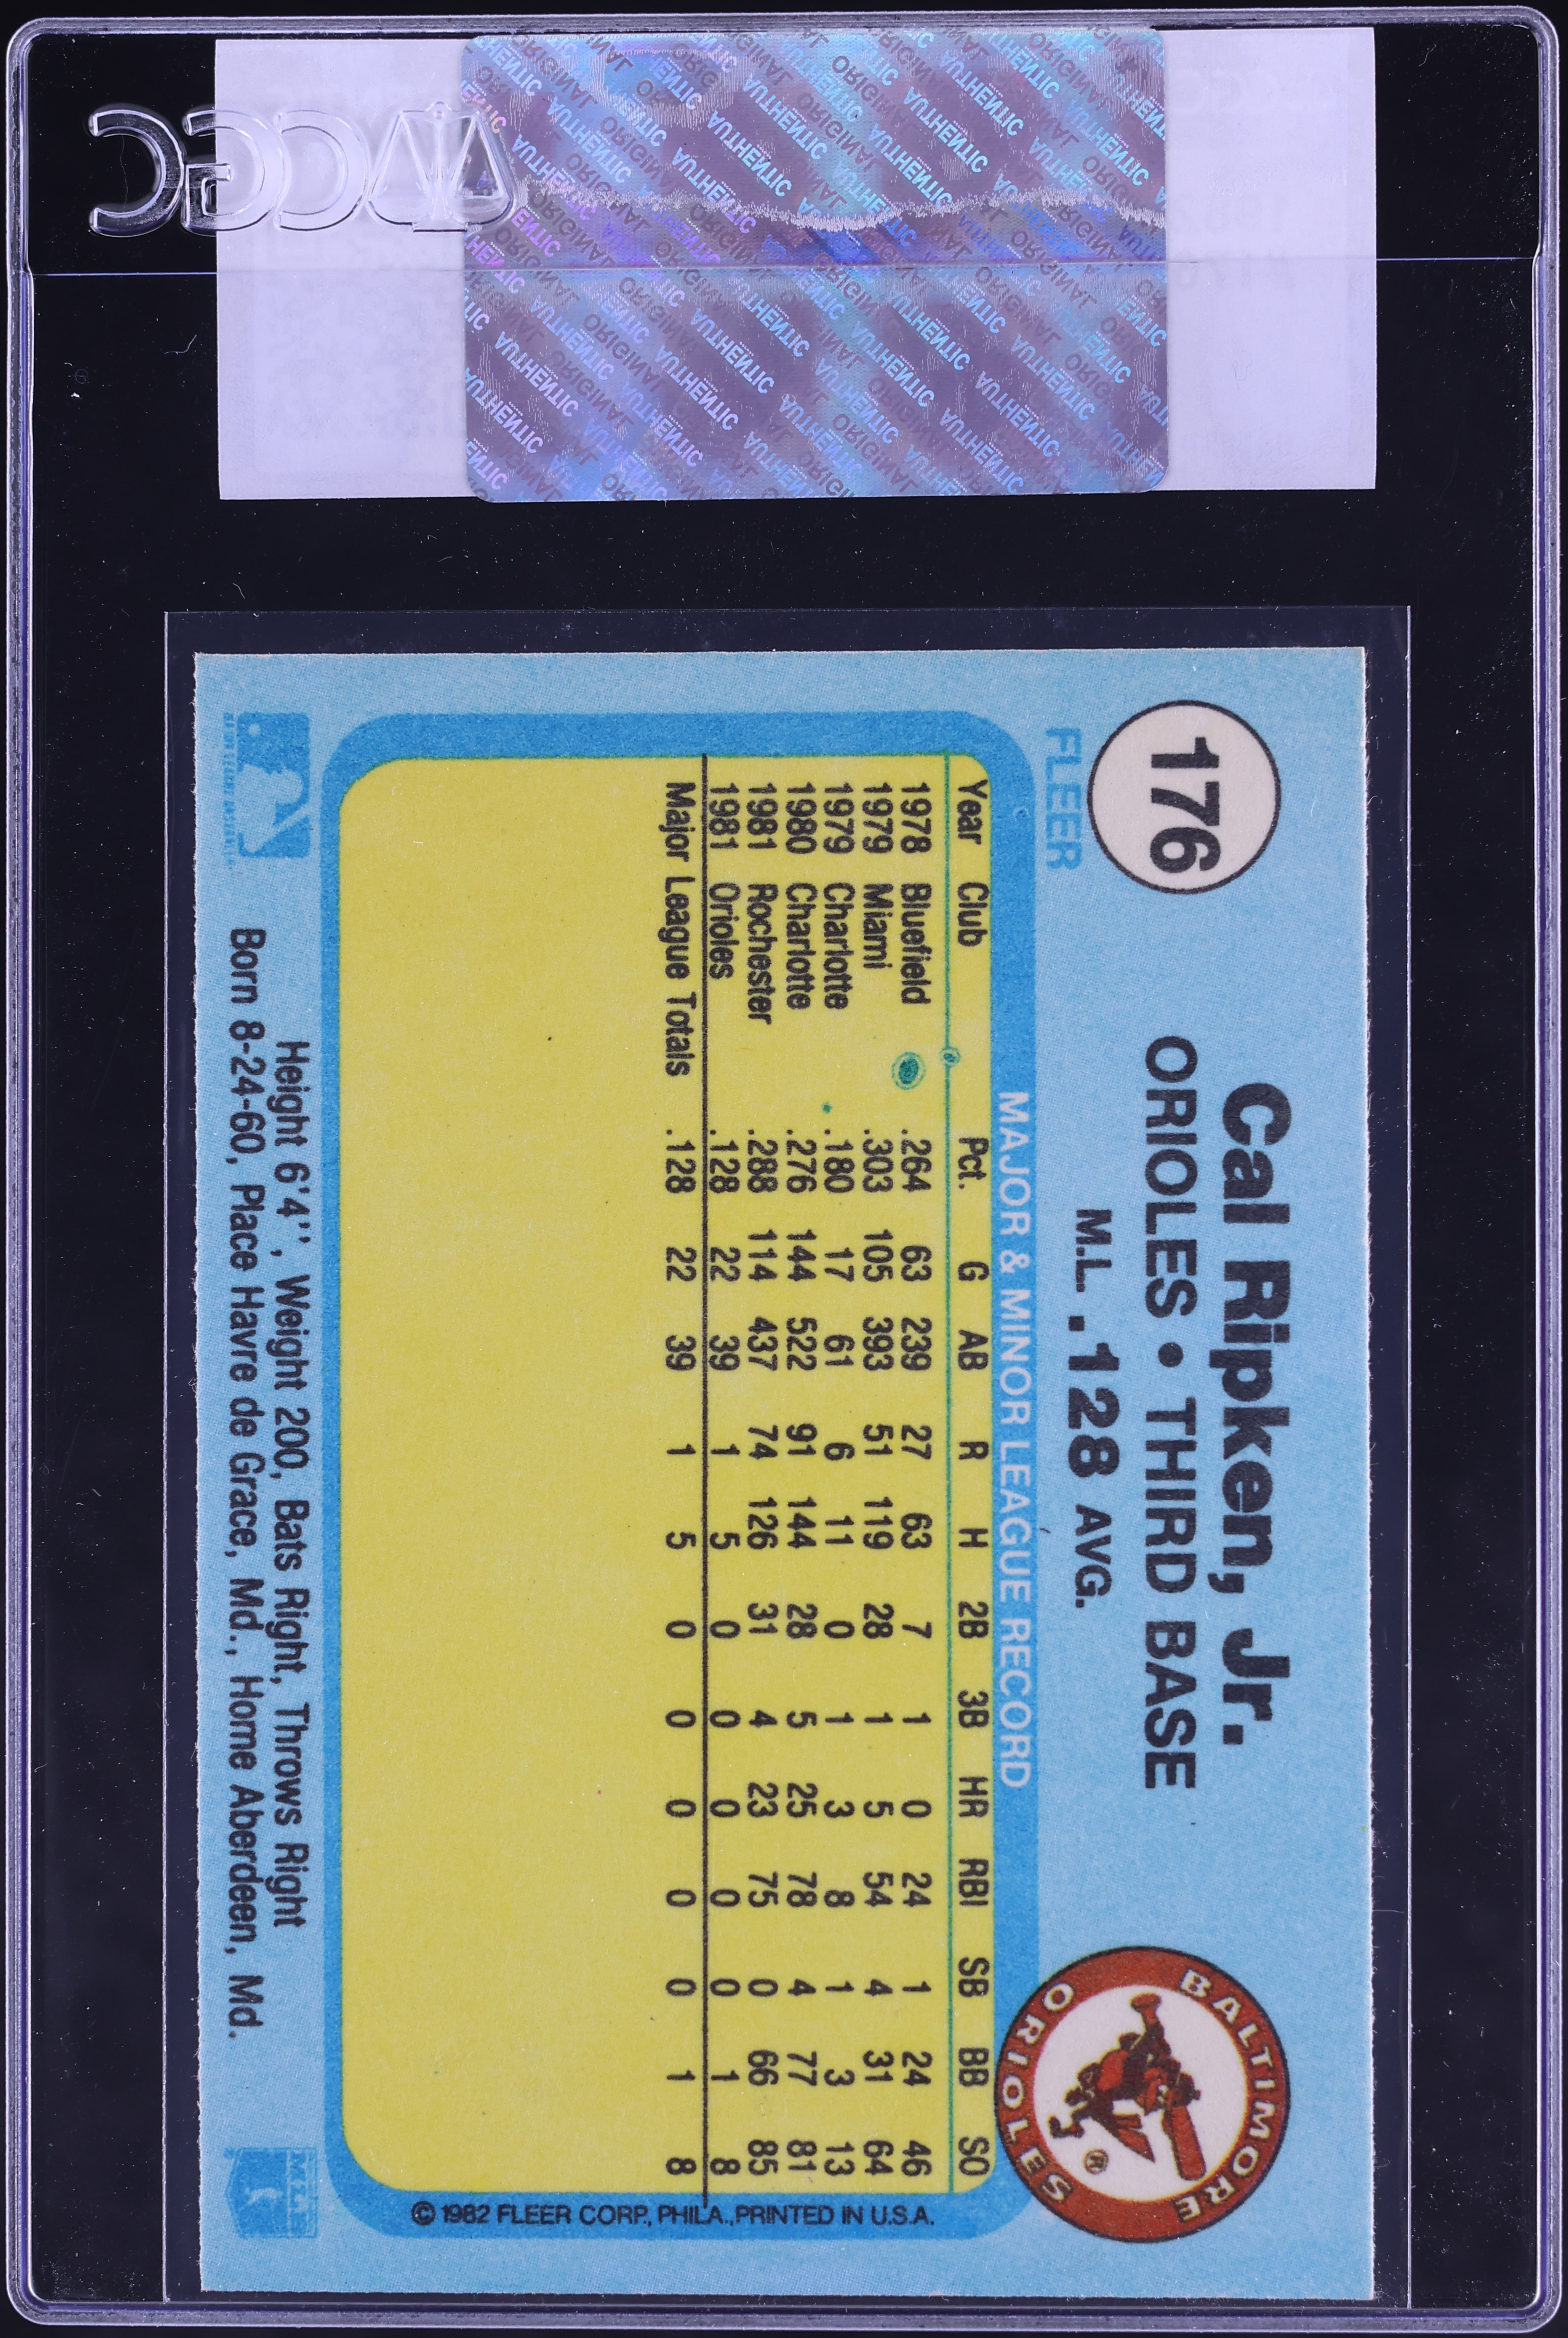 CGC
AUTHENTIC ORIGINAL
176
FLEER
Cal Ripken, Jr.
ORIOLES • THIRD BASE
M.L. .128 AVG.
BALTIMORE
ORIOLES
®
MAJOR & MINOR LEAGUE RECORD
Year Club Pct. G AB R H 2B 3B HR RBI SB BB SO
1978 Bluefield .264 63 239 27 63 7 1 0 24 1 24 46
1979 Miami .303 105 393 51 119 28 1 5 54 4 31 64
1979 Charlotte .180 17 61 6 11 0 1 3 8 1 3 13
1980 Charlotte .276 144 522 91 144 28 5 25 78 4 77 81
1981 Rochester .288 114 437 74 126 31 4 23 75 0 66 85
1981 Orioles .128 22 39 1 5 0 0 0 0 0 1 8
Major League Totals .128 22 39 1 5 0 0 0 0 0 1 8
© 1982 FLEER CORP., PHILA., PRINTED IN U.S.A.
Height 6'4'', Weight 200, Bats Right, Throws Right
Born 8-24-60, Place Havre de Grace, Md., Home Aberdeen, Md.